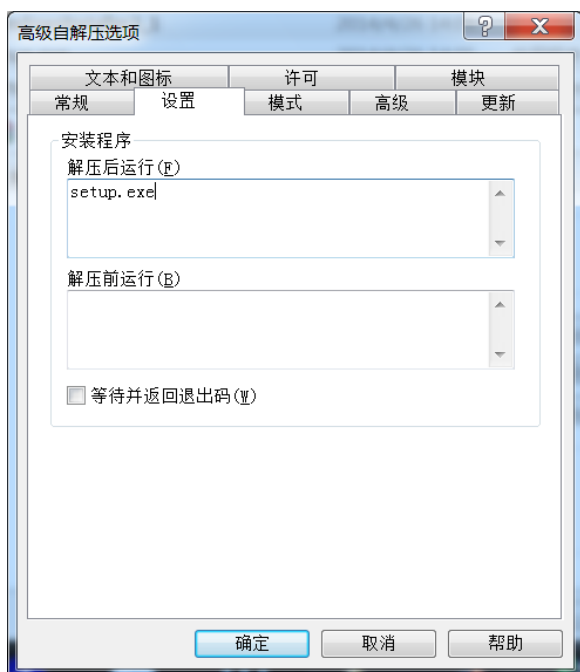 高级自解压选项
文本和图标 许可 模块
常规 设置 模式 高级 更新
安装程序
解压后运行(F)
setup.exe
解压前运行(B)
等待并返回退出码(W)
确定 取消 帮助